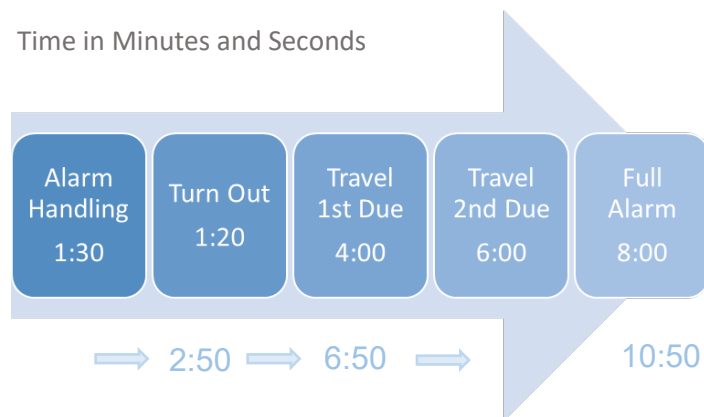 Time in Minutes and Seconds
Alarm
Handling
1:30
Turn Out
1:20
Travel
1st Due
4:00
Travel
2nd Due
6:00
Full
Alarm
8:00
2:50
6:50
10:50